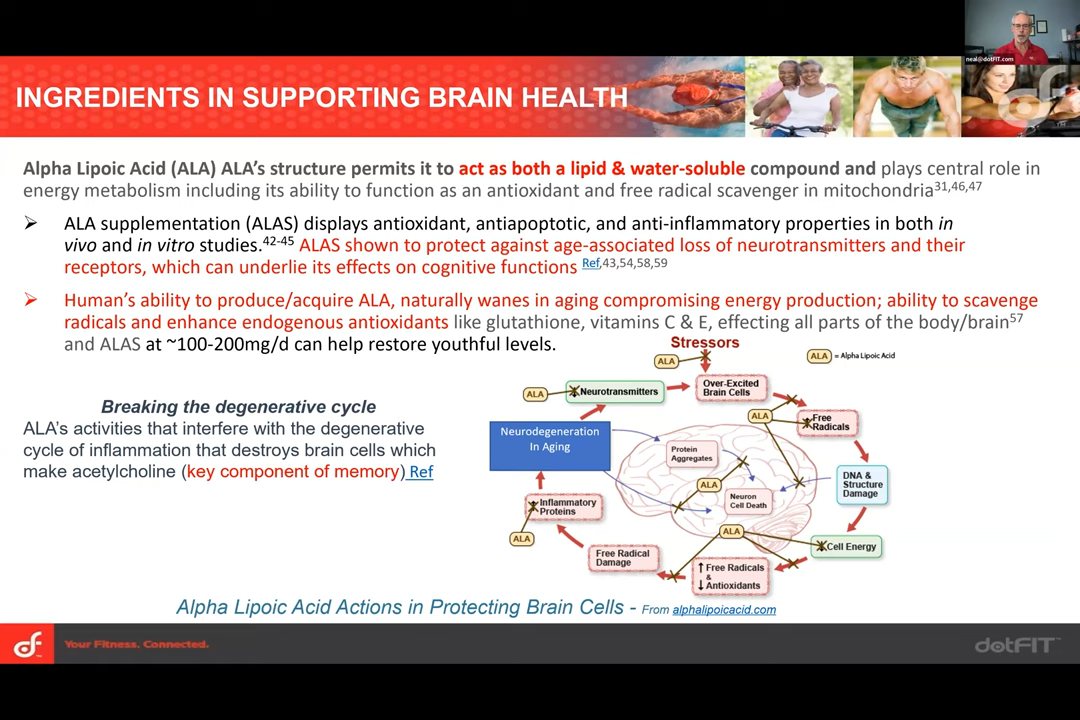 neal@dotFIT.com
INGREDIENTS IN SUPPORTING BRAIN HEALTH
Alpha Lipoic Acid (ALA) ALA's structure permits it to act as both a lipid & water-soluble compound and plays central role in
energy metabolism including its ability to function as an antioxidant and free radical scavenger in mitochondria31,46,47
➢ ALA supplementation (ALAS) displays antioxidant, antiapoptotic, and anti-inflammatory properties in both in
vivo and in vitro studies.42-45 ALAS shown to protect against age-associated loss of neurotransmitters and their
receptors, which can underlie its effects on cognitive functions Ref,43,54,58,59
➢ Human's ability to produce/acquire ALA, naturally wanes in aging compromising energy production; ability to scavenge
radicals and enhance endogenous antioxidants like glutathione, vitamins C & E, effecting all parts of the body/brain57
and ALAS at ~100-200mg/d can help restore youthful levels.
Breaking the degenerative cycle
ALA's activities that interfere with the degenerative
cycle of inflammation that destroys brain cells which
make acetylcholine (key component of memory) Ref
Stressors
ALA
ALA = Alpha Lipoic Acid
ALA
Neurotransmitters
Over-Excited
Brain Cells
ALA
Free
Radicals
Neurodegeneration
In Aging
Protein
Aggregates
ALA
Neuron
Cell Death
DNA &
Structure
Damage
Inflammatory
Proteins
ALA
ALA
Cell Energy
Free Radical
Damage
↑ Free Radicals
&
↓ Antioxidants
Alpha Lipoic Acid Actions in Protecting Brain Cells - From alphalipoicacid.com
Your Fitness. Connected.
dotFIT